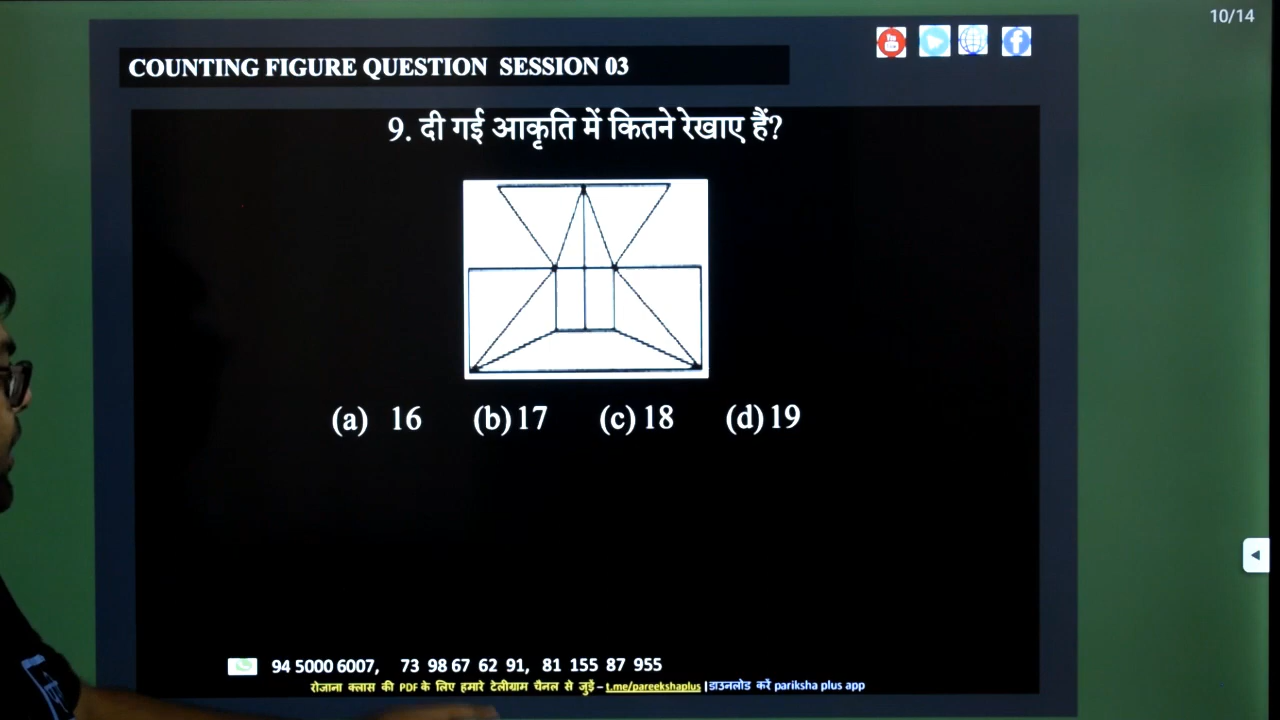 10/14
COUNTING FIGURE QUESTION SESSION 03
9. दी गई आकृति में कितने रेखाए हैं?
(a) 16 (b) 17 (c) 18 (d) 19
94 5000 6007, 73 98 67 62 91, 81 155 87 955
रोजाना क्लास की PDF के लिए हमारे टेलीग्राम चैनल से जुड़ें – t.me/pareekshaplus | डाउनलोड करें pariksha plus app